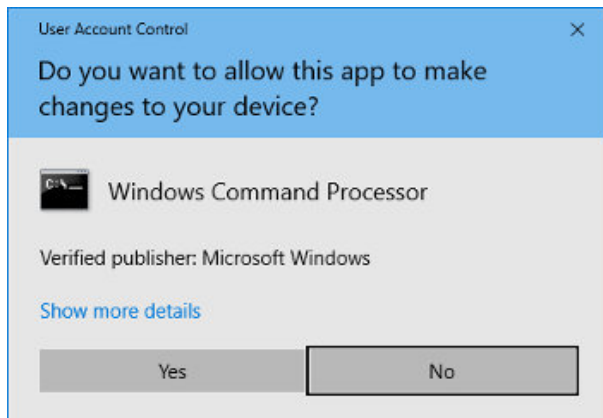 User Account Control
Do you want to allow this app to make
changes to your device?
C:\_
Windows Command Processor
Verified publisher: Microsoft Windows
Show more details
Yes
No